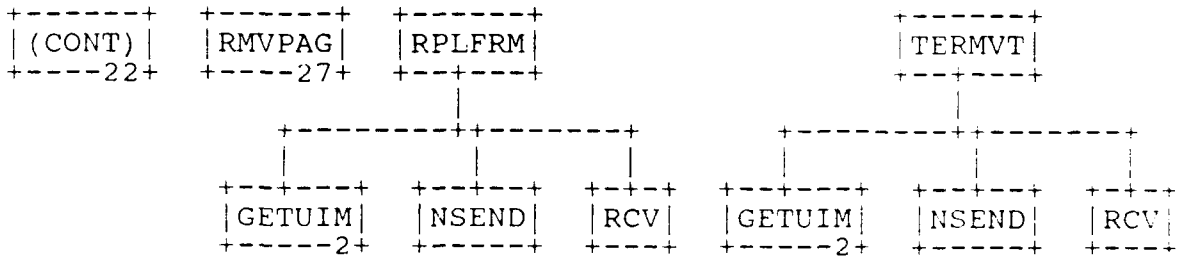 (CONT) RMVPAG RPLFRM TERMVT
22 27
GETUIM NSEND RCV GETUIM NSEND RCV
2 2